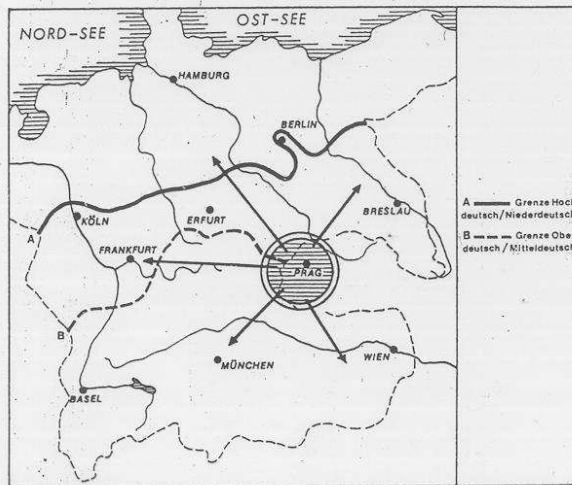 NORD-SEE
OST-SEE
HAMBURG
BERLIN
KÖLN
ERFURT
BRESLAU
A
FRANKFURT
PRAG
B
MÜNCHEN
WIEN
BASEL
A Grenze Hoch
deutsch/Niederdeutsch
B Grenze Ober
deutsch/Mitteldeutsch